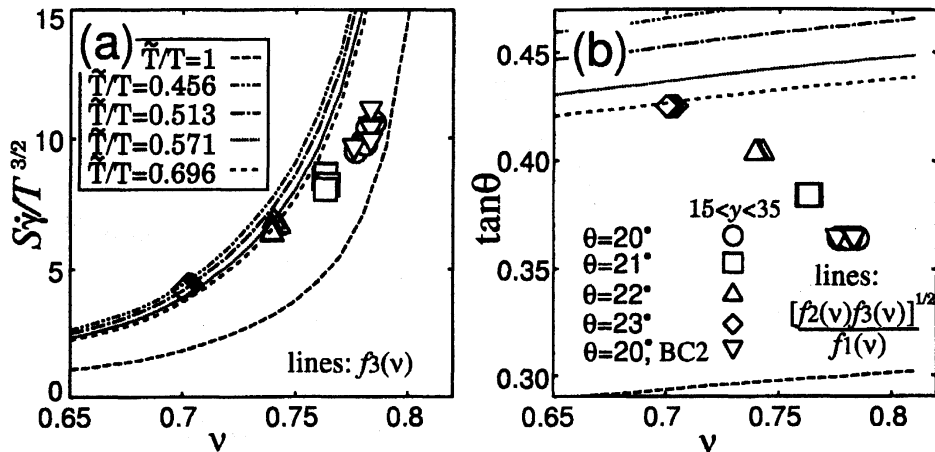 (a)
T̃/T=1
T̃/T=0.456
T̃/T=0.513
T̃/T=0.571
T̃/T=0.696
15
10
5
0
Sγ̇/T^{3/2}
lines: f3(ν)
0.65
0.7
0.75
0.8
ν
(b)
0.45
0.40
0.35
0.30
tanθ
15<y<35
θ=20°
θ=21°
θ=22°
θ=23°
θ=20°, BC2
lines:
[f2(ν)f3(ν)]^{1/2}
f1(ν)
0.65
0.7
0.75
0.8
ν